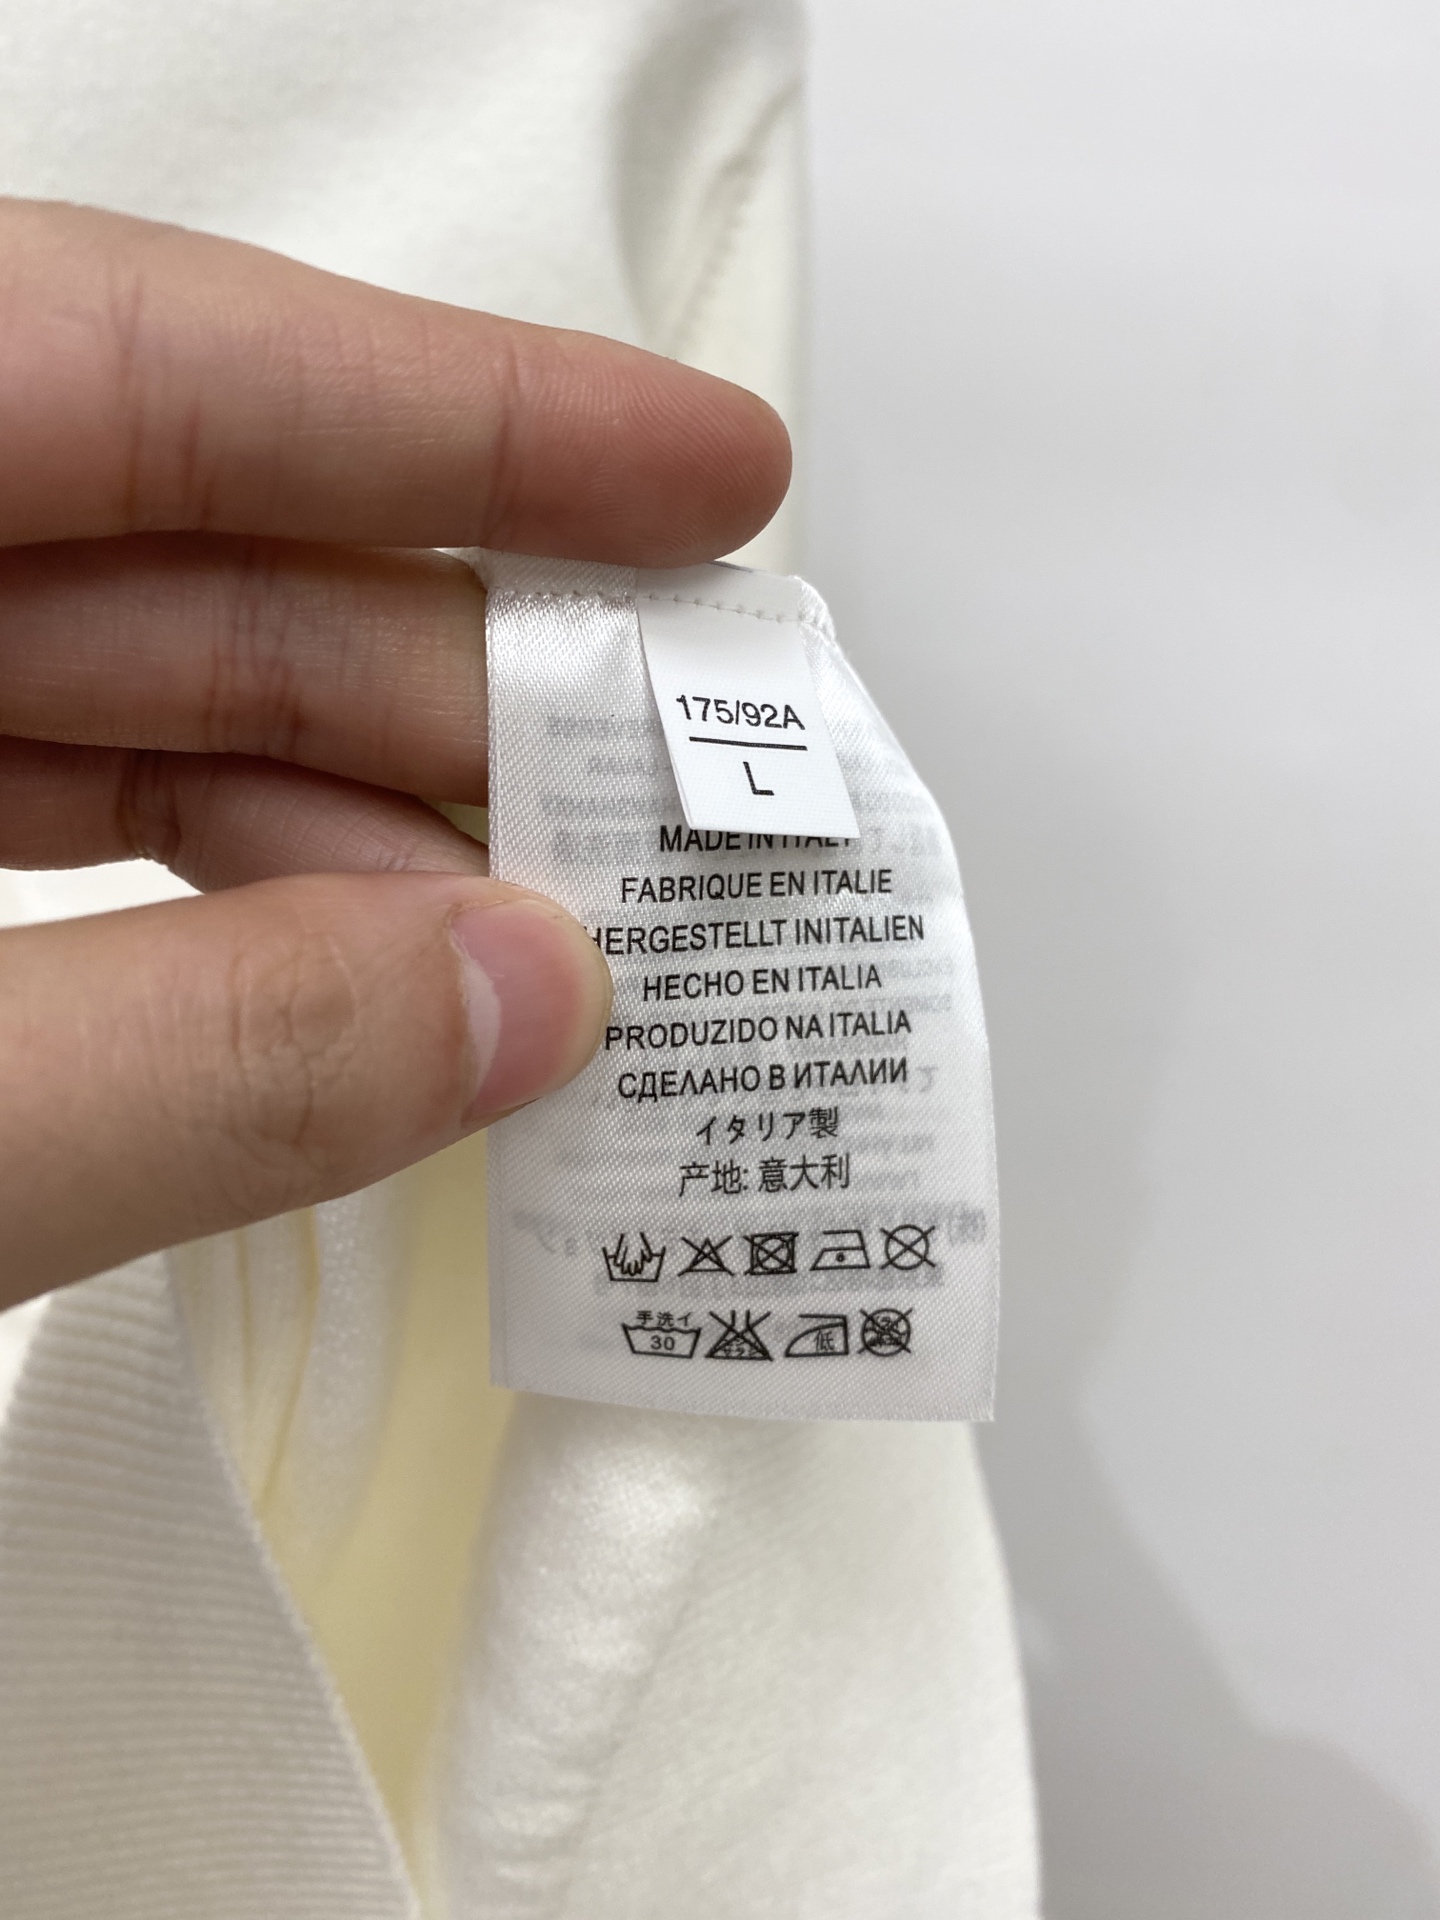 175/92A
L
MADE IN ITALY
FABRIQUE EN ITALIE
HERGESTELLT INITALIEN
HECHO EN ITALIA
PRODUZIDO NA ITALIA
СДЕЛАНО В ИТАЛИИ
イタリア製
产地: 意大利
手洗イ
30
低